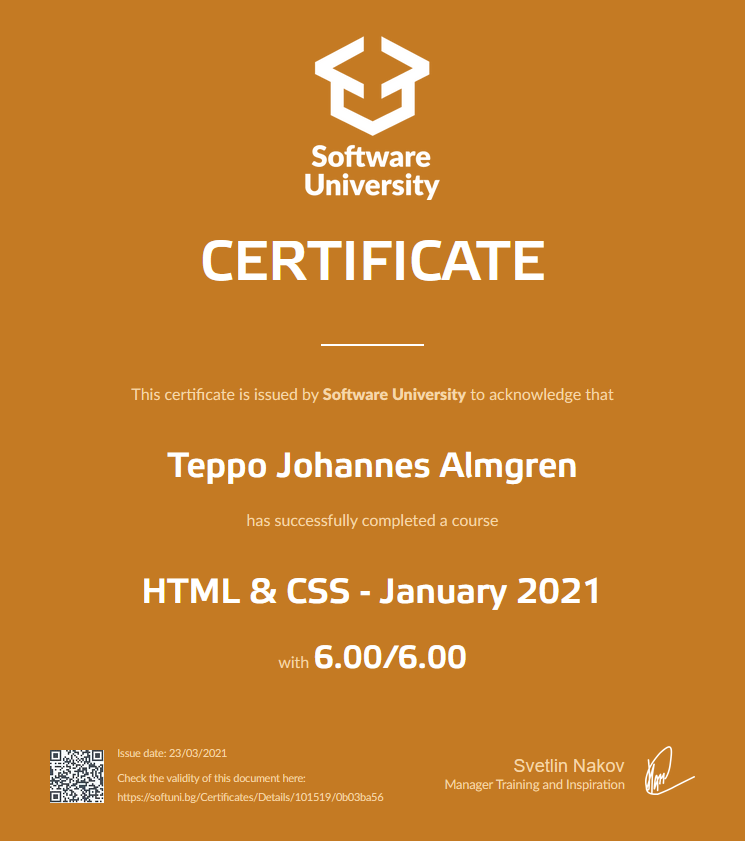 Software
University
CERTIFICATE
This certificate is issued by Software University to acknowledge that
Teppo Johannes Almgren
has successfully completed a course
HTML & CSS - January 2021
with 6.00/6.00
Issue date: 23/03/2021
Check the validity of this document here:
https://softuni.bg/Certificates/Details/101519/0b03ba56
Svetlin Nakov
Manager Training and Inspiration